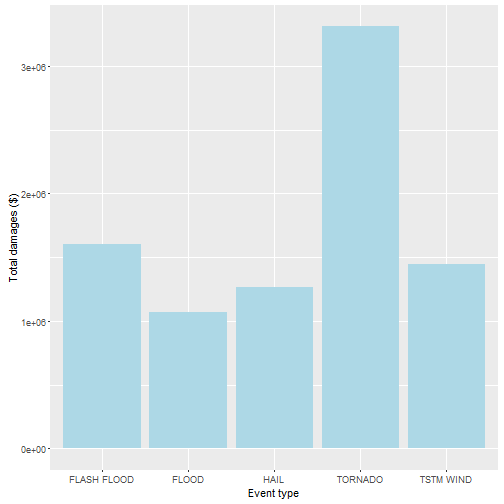 Total damages ($)
3e+06
2e+06
1e+06
0e+00
FLASH FLOOD FLOOD HAIL TORNADO TSTM WIND
Event type